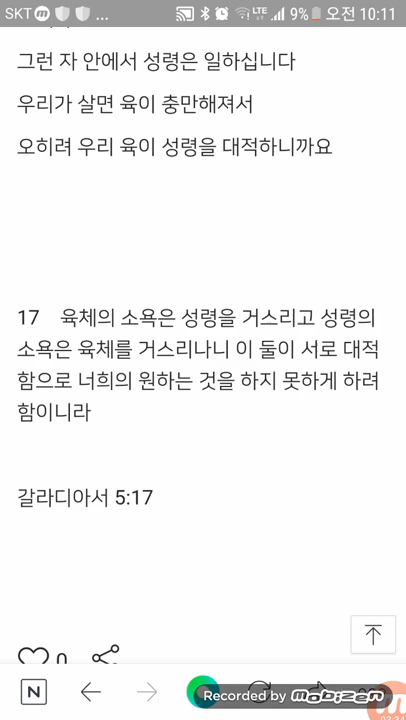 SKT ... LTE 9% 오전 10:11
그런 자 안에서 성령은 일하십니다
우리가 살면 육이 충만해져서
오히려 우리 육이 성령을 대적하니까요
17 육체의 소욕은 성령을 거스리고 성령의
소욕은 육체를 거스리나니 이 둘이 서로 대적
함으로 너희의 원하는 것을 하지 못하게 하려
함이니라
갈라디아서 5:17
0
N
Recorded by mobizen